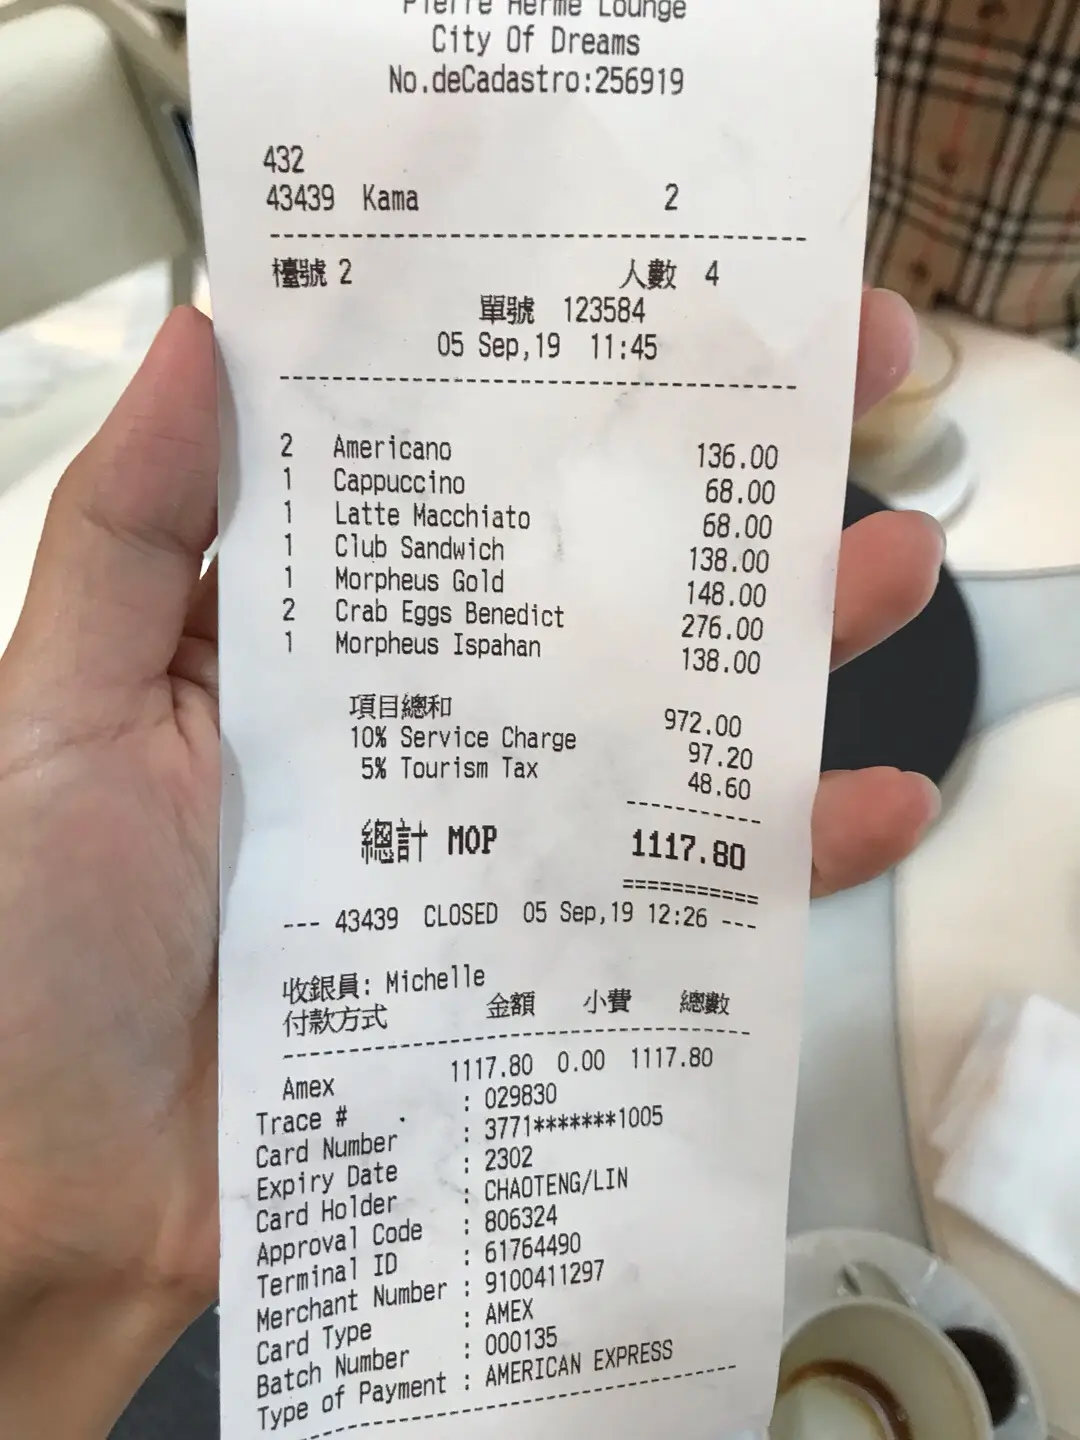 Pierre Hermé Lounge
City Of Dreams
No.deCadastro:256919
432
43439 Kama 2
檯號 2 人數 4
單號 123584
05 Sep,19 11:45
2 Americano 136.00
1 Cappuccino 68.00
1 Latte Macchiato 68.00
1 Club Sandwich 138.00
1 Morpheus Gold 148.00
2 Crab Eggs Benedict 276.00
1 Morpheus Ispahan 138.00
項目總和 972.00
10% Service Charge 97.20
5% Tourism Tax 48.60
總計 MOP 1117.80
--- 43439 CLOSED 05 Sep,19 12:26 ---
收銀員: Michelle
付款方式 金額 小費 總數
Amex 1117.80 0.00 1117.80
Trace # : 029830
Card Number : 3771*******1005
Expiry Date : 2302
Card Holder : CHAOTENG/LIN
Approval Code : 806324
Terminal ID : 61764490
Merchant Number : 9100411297
Card Type : AMEX
Batch Number : 000135
Type of Payment : AMERICAN EXPRESS